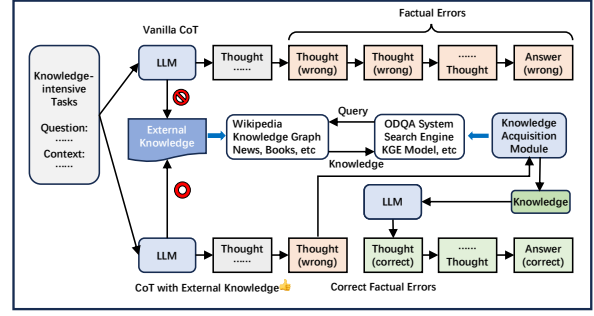 Vanilla CoT
Factual Errors
Knowledge-
intensive Tasks
Question:
......
Context:
......
LLM
Thought
......
Thought
(wrong)
Thought
(wrong)
......
Thought
Answer
(wrong)
External
Knowledge
Wikipedia
Knowledge Graph
News, Books, etc
Query
Knowledge
ODQA System
Search Engine
KGE Model, etc
Knowledge
Acquisition
Module
LLM
Knowledge
LLM
Thought
......
Thought
(wrong)
Thought
(correct)
......
Thought
Answer
(correct)
CoT with External Knowledge👍
Correct Factual Errors